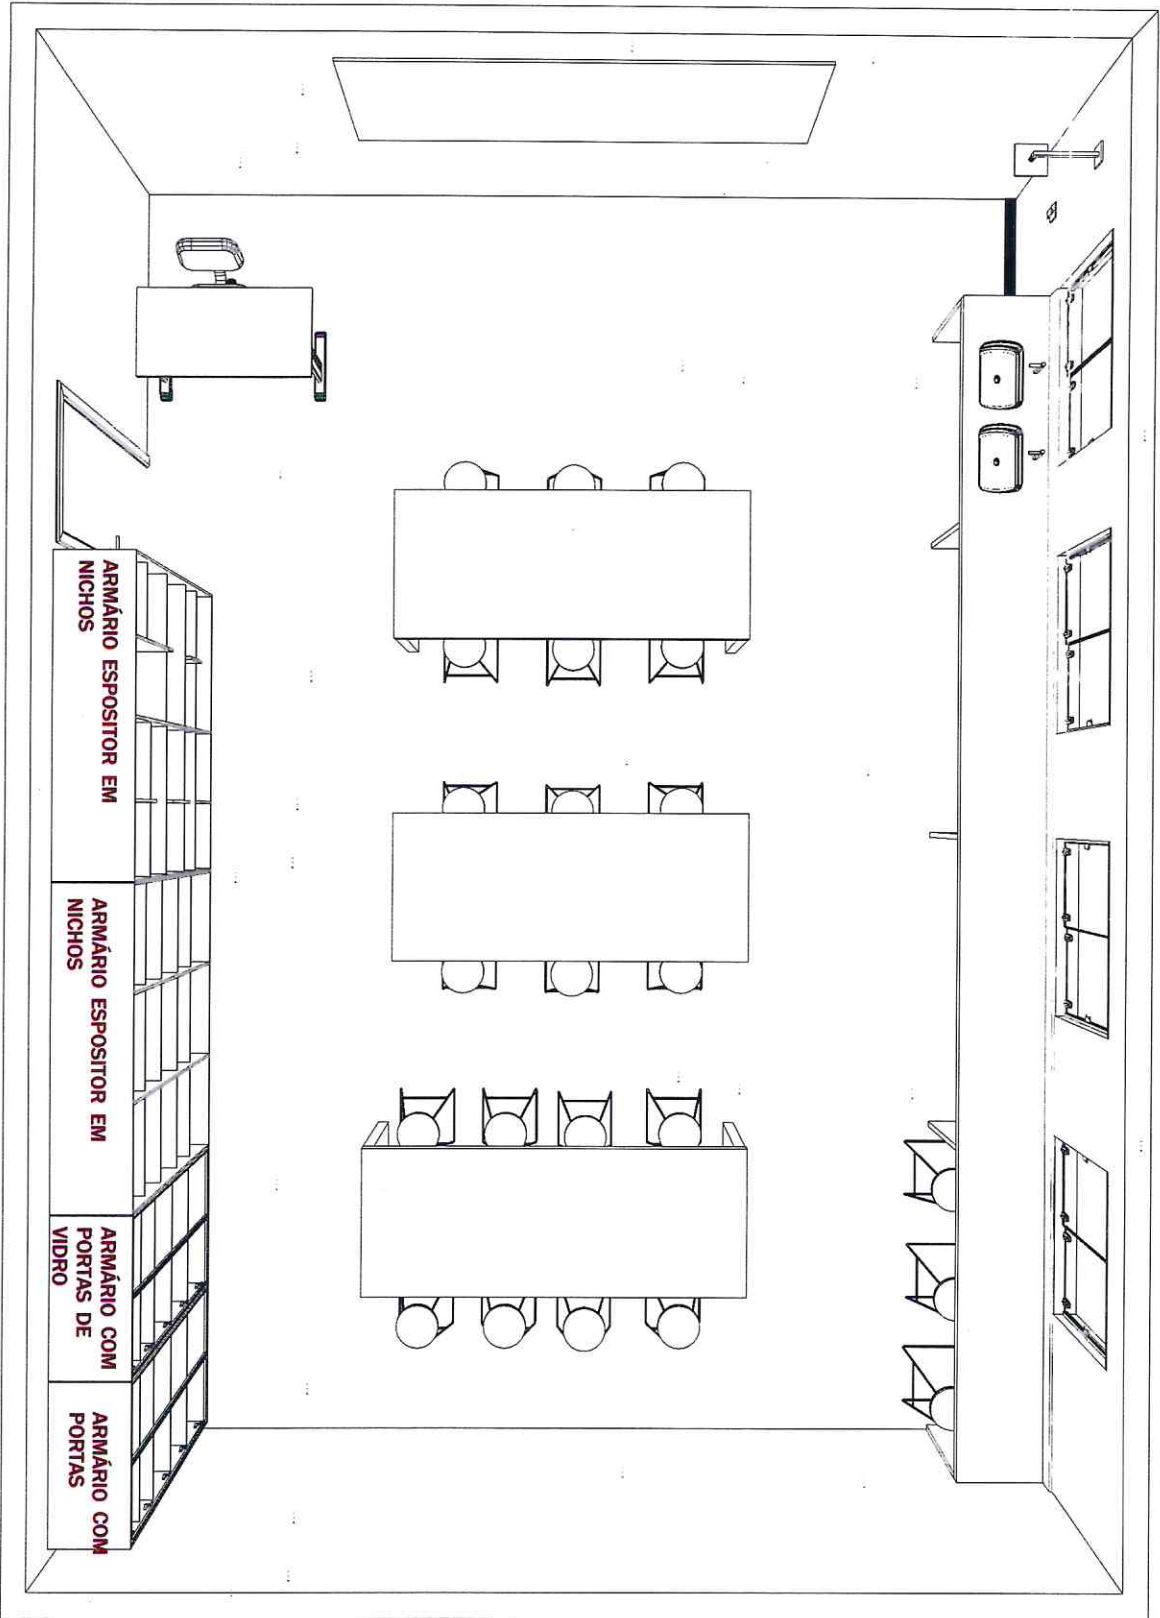 ARMÁRIO ESPOSITOR EM
NICHOS
ARMÁRIO ESPOSITOR EM
NICHOS
ARMÁRIO COM
PORTAS DE
VIDRO
ARMÁRIO COM
PORTAS